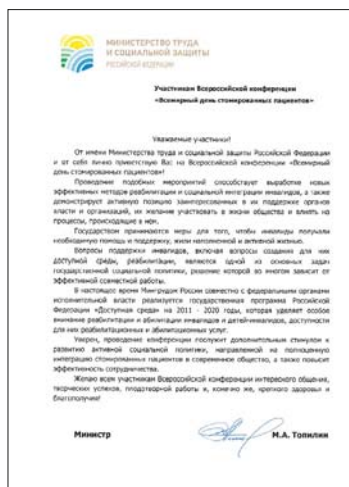 МИНИСТЕРСТВО ТРУДА
И СОЦИАЛЬНОЙ ЗАЩИТЫ
РОССИЙСКОЙ ФЕДЕРАЦИИ
Участникам Всероссийской конференции
«Всемирный день стомированных пациентов»
Уважаемые участники!
От имени Министерства труда и социальной защиты Российской Федерации
и от себя лично приветствую Вас на Всероссийской конференции «Всемирный
день стомированных пациентов»!
Проведение подобных мероприятий способствует выработке новых
эффективных методов реабилитации и социальной интеграции инвалидов, а также
демонстрирует активную позицию заинтересованных в их поддержке органов
власти и организаций, их желание участвовать в жизни общества и влиять на
процессы, происходящие в нем.
Государством принимаются меры для того, чтобы инвалиды получали
необходимую помощь и поддержку, жили наполненной и активной жизнью.
Вопросы поддержки инвалидов, включая вопросы создания для них
доступной среды, реабилитации, являются одной из основных задач
государственной социальной политики, решение которой во многом зависит от
эффективной совместной работы.
В настоящее время Минтрудом России совместно с федеральными органами
исполнительной власти реализуется государственная программа Российской
Федерации «Доступная среда» на 2011 - 2020 годы, которая уделяет особое
внимание реабилитации и абилитации инвалидов и детей-инвалидов, доступности
для них реабилитационных и абилитационных услуг.
Уверен, проведение конференции послужит дополнительным стимулом к
развитию активной социальной политики, направленной на полноценную
интеграцию стомированных пациентов в современное общество, а также повысит
эффективность сотрудничества.
Желаю всем участникам Всероссийской конференции интересного общения,
творческих успехов, плодотворной работы и, конечно же, крепкого здоровья и
благополучия!
Министр М.А. Топилин